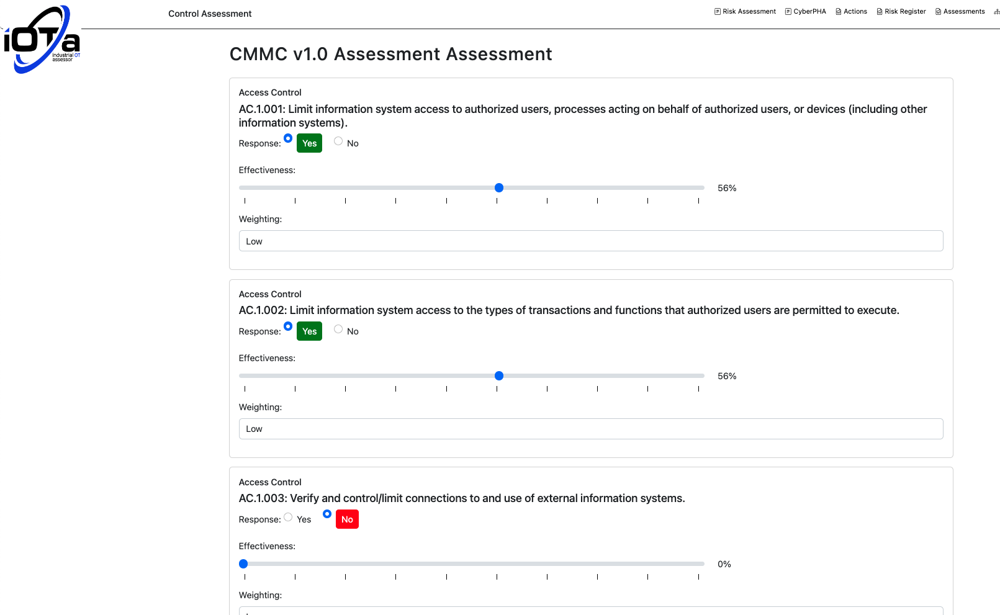 iOTa
industrial OT
assessor
Control Assessment
Risk Assessment CyberPHA Actions Risk Register Assessments
CMMC v1.0 Assessment Assessment
Access Control
AC.1.001: Limit information system access to authorized users, processes acting on behalf of authorized users, or devices (including other
information systems).
Response: Yes No
Effectiveness:
56%
Weighting:
Low
Access Control
AC.1.002: Limit information system access to the types of transactions and functions that authorized users are permitted to execute.
Response: Yes No
Effectiveness:
56%
Weighting:
Low
Access Control
AC.1.003: Verify and control/limit connections to and use of external information systems.
Response: Yes No
Effectiveness:
0%
Weighting: